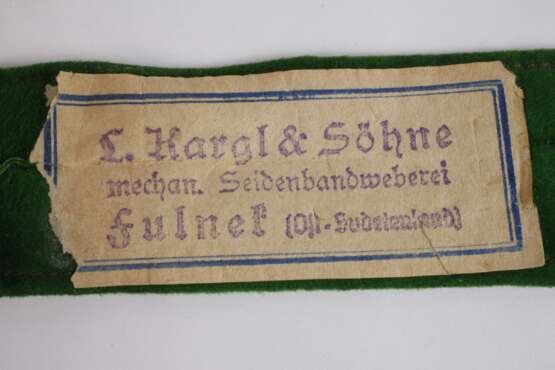 L. Kargl & Söhne
mechan. Seidenbandweberei
Fulnek (Ost-Sudetenland)